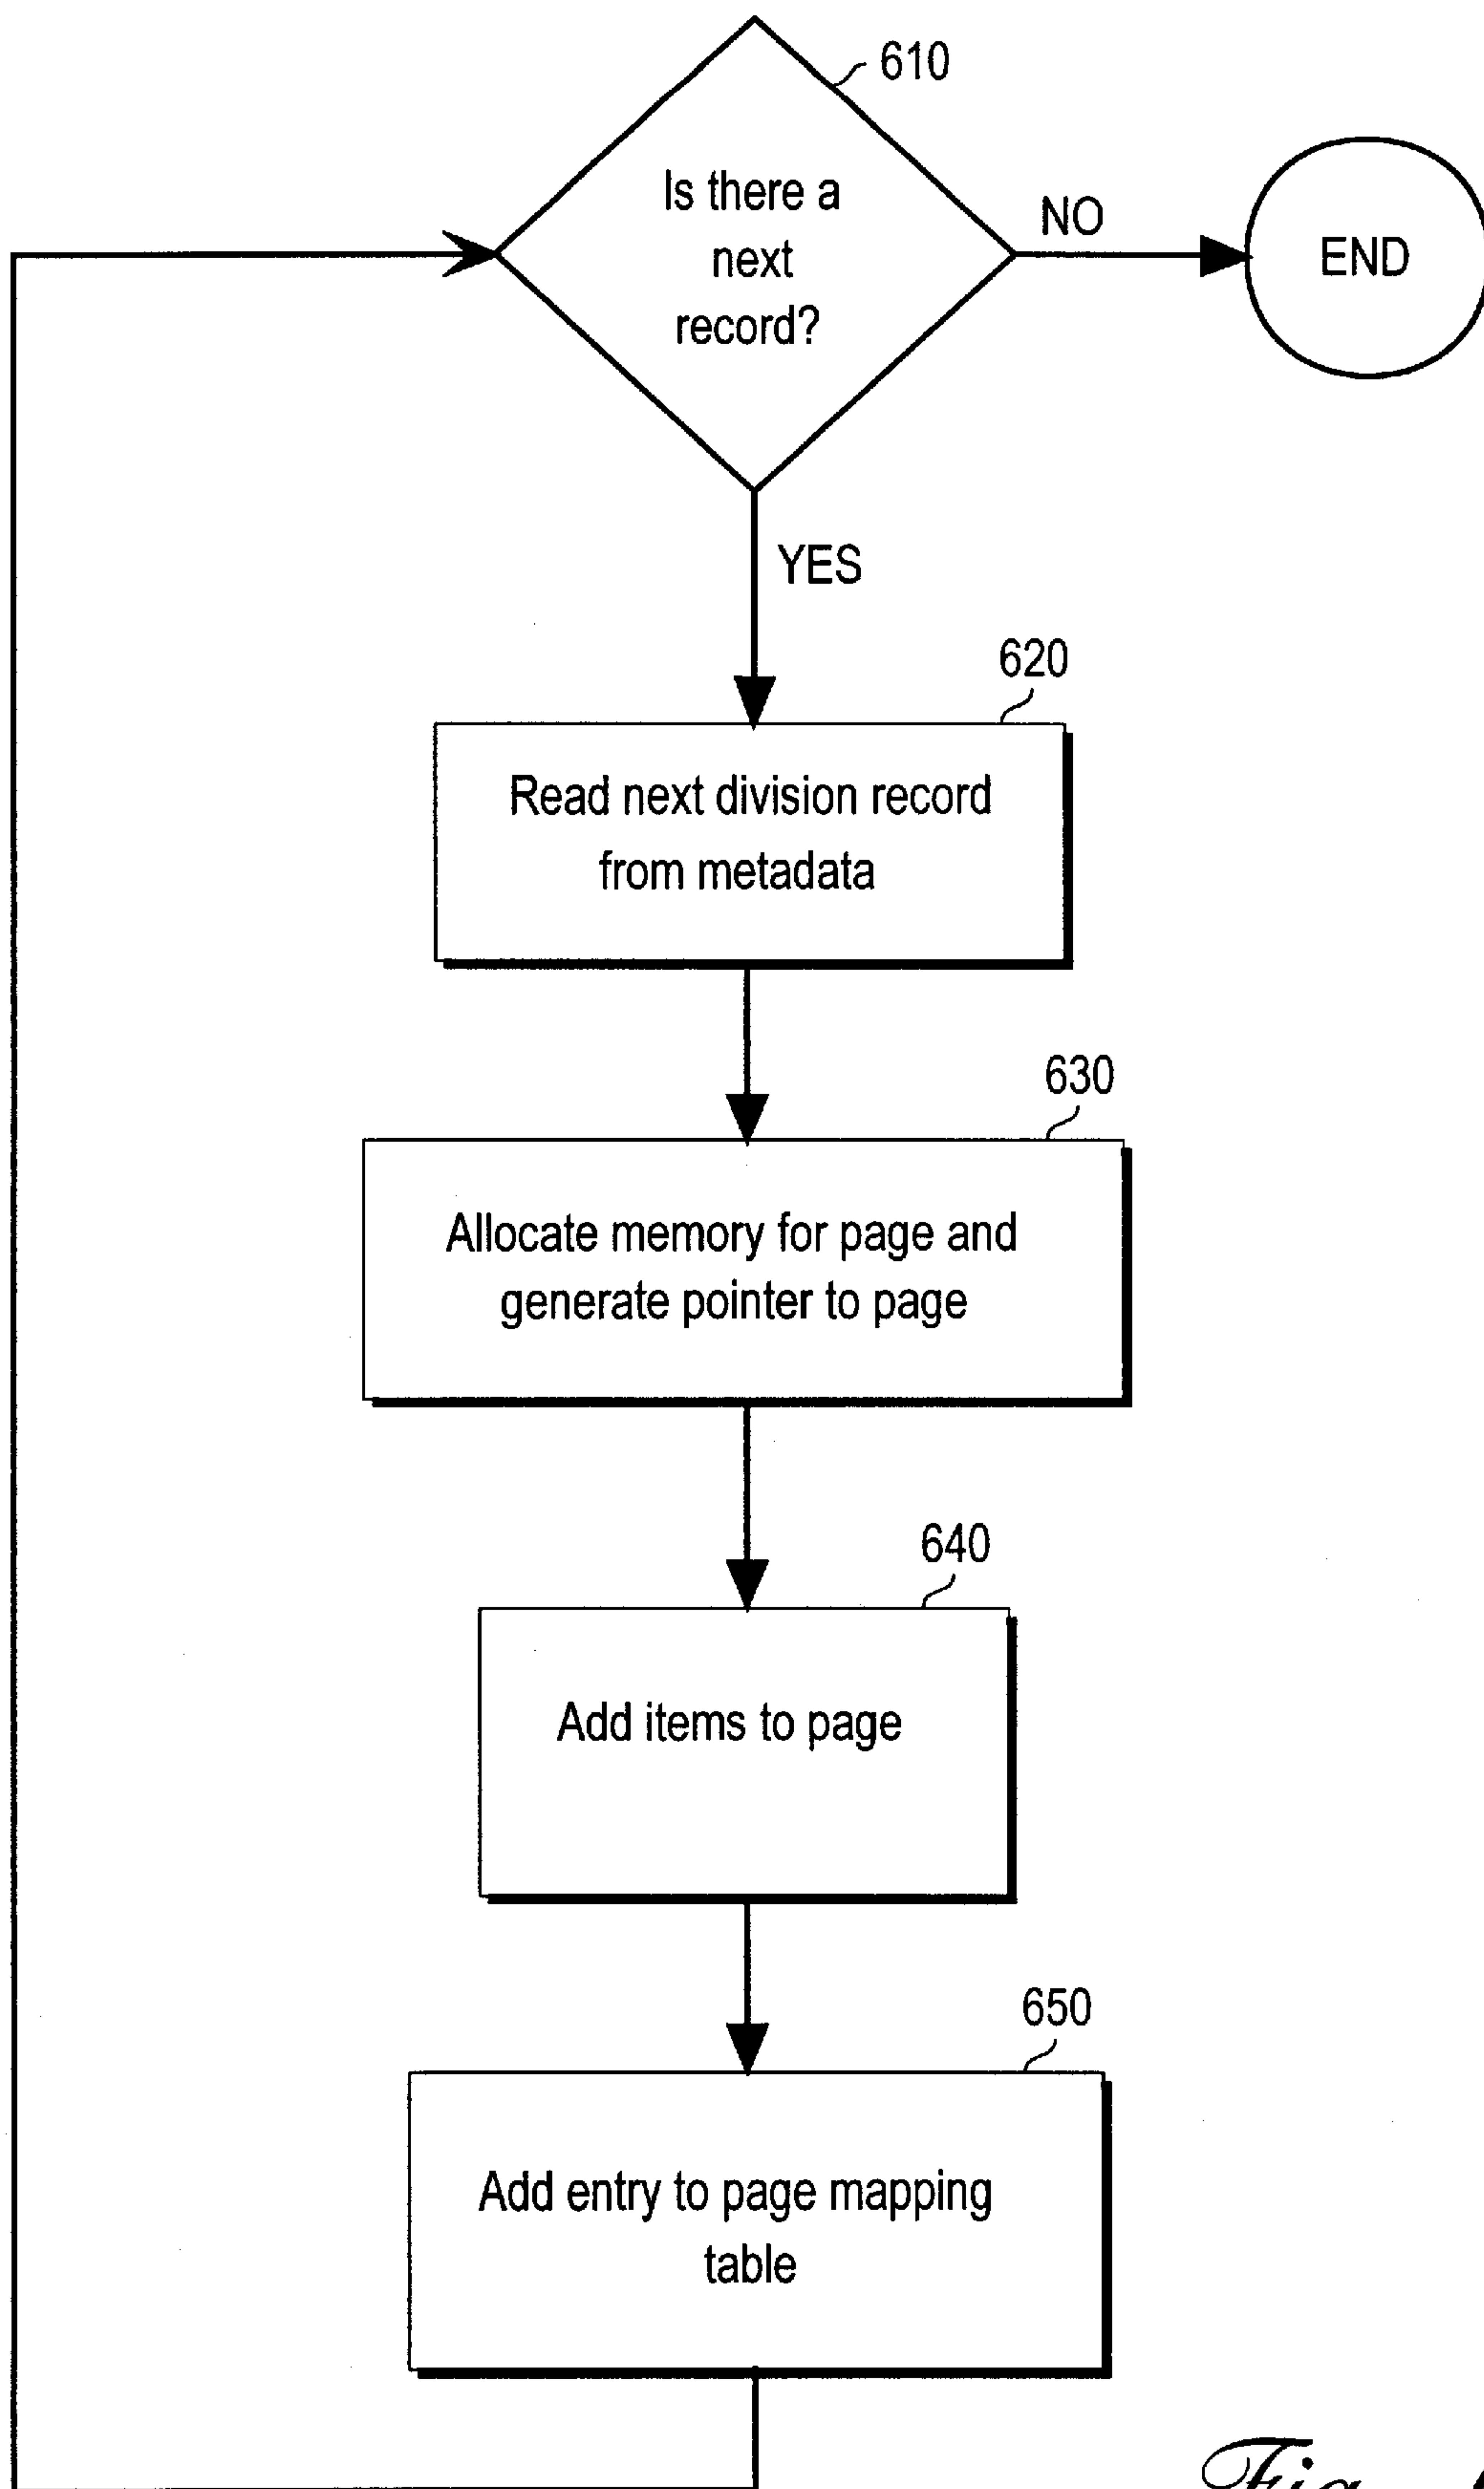 610
Is there a
next
record?
NO
END
YES
620
Read next division record
from metadata
630
Allocate memory for page and
generate pointer to page
640
Add items to page
650
Add entry to page mapping
table
Fig